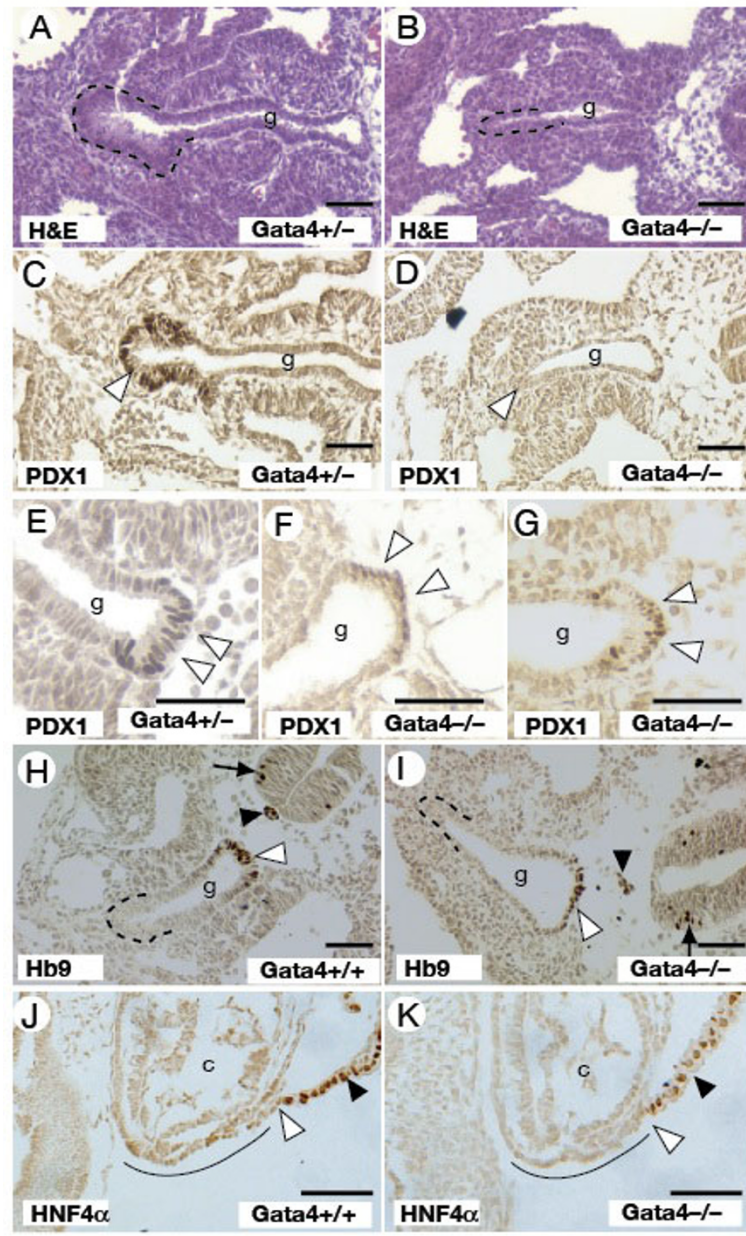 A
g
H&E
Gata4+/–
B
g
H&E
Gata4–/–
C
g
PDX1
Gata4+/–
D
g
PDX1
Gata4–/–
E
g
PDX1
Gata4+/–
F
g
PDX1
Gata4–/–
G
g
PDX1
Gata4–/–
H
g
Hb9
Gata4+/+
I
g
Hb9
Gata4–/–
J
c
HNF4α
Gata4+/+
K
c
HNF4α
Gata4–/–